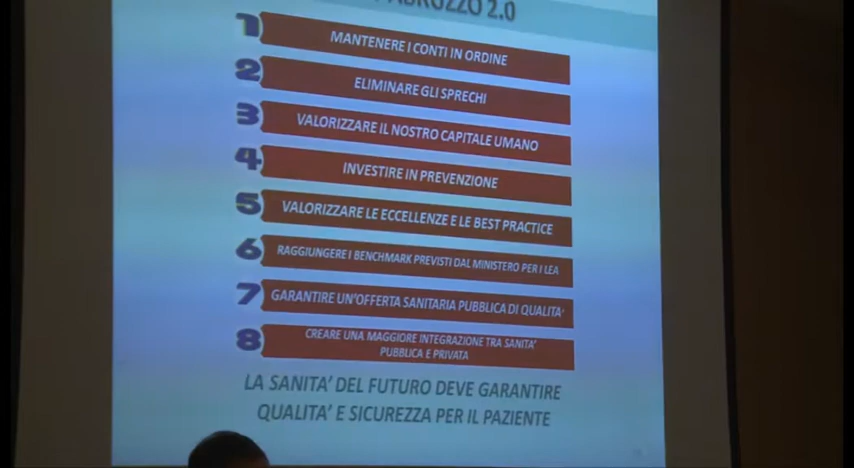 ABRUZZO 2.0
1 MANTENERE I CONTI IN ORDINE
2 ELIMINARE GLI SPRECHI
3 VALORIZZARE IL NOSTRO CAPITALE UMANO
4 INVESTIRE IN PREVENZIONE
5 VALORIZZARE LE ECCELLENZE E LE BEST PRACTICE
6 RAGGIUNGERE I BENCHMARK PREVISTI DAL MINISTERO PER I LEA
7 GARANTIRE UN'OFFERTA SANITARIA PUBBLICA DI QUALITA'
8 CREARE UNA MAGGIORE INTEGRAZIONE TRA SANITA'
PUBBLICA E PRIVATA
LA SANITA' DEL FUTURO DEVE GARANTIRE
QUALITA' E SICUREZZA PER IL PAZIENTE